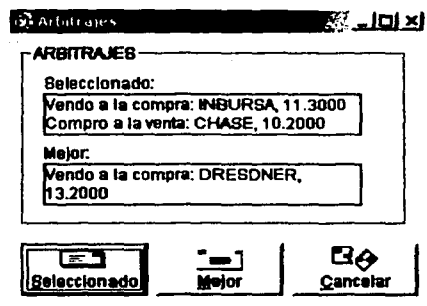 Arbitrajes
ARBITRAJES
Seleccionado:
Vendo a la compra: INBURSA, 11.3000
Compro a la venta: CHASE, 10.2000
Mejor:
Vendo a la compra: DRESDNER,
13.2000
Seleccionado
Mejor
Cancelar